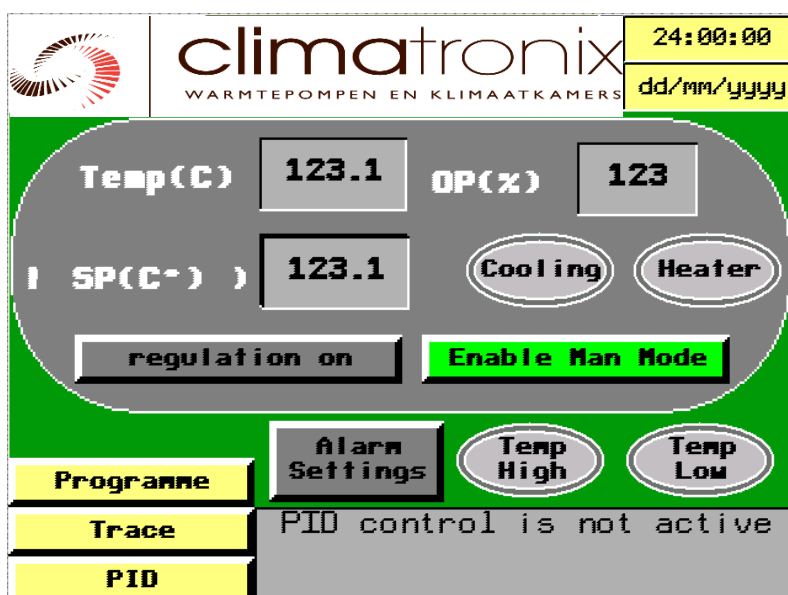 climatronix
WARMTEPOMPEN EN KLIMAATKAMERS
24:00:00
dd/mm/yyyy
Temp(C)
123.1
OP(%)
123
SP(C°) )
123.1
Cooling
Heater
regulation on
Enable Man Mode
Alarm
Settings
Temp
High
Temp
Low
Programme
Trace
PID
PID control is not active